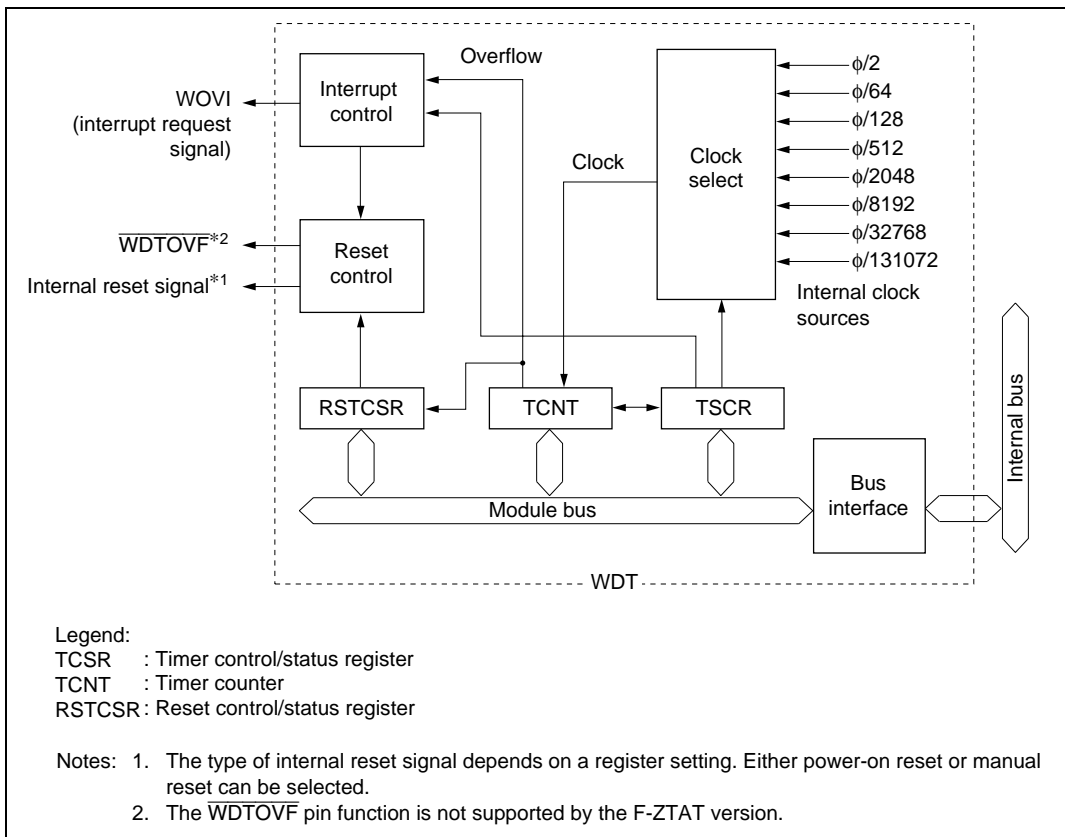 Overflow
Interrupt
control
WOVI
(interrupt request
signal)
WDTOVF*2
Internal reset signal*1
Reset
control
Clock
Clock
select
ϕ/2
ϕ/64
ϕ/128
ϕ/512
ϕ/2048
ϕ/8192
ϕ/32768
ϕ/131072
Internal clock
sources
RSTCSR
TCNT
TSCR
Module bus
Bus
interface
Internal bus
WDT
Legend:
TCSR : Timer control/status register
TCNT : Timer counter
RSTCSR : Reset control/status register
Notes: 1. The type of internal reset signal depends on a register setting. Either power-on reset or manual
reset can be selected.
2. The WDTOVF pin function is not supported by the F-ZTAT version.